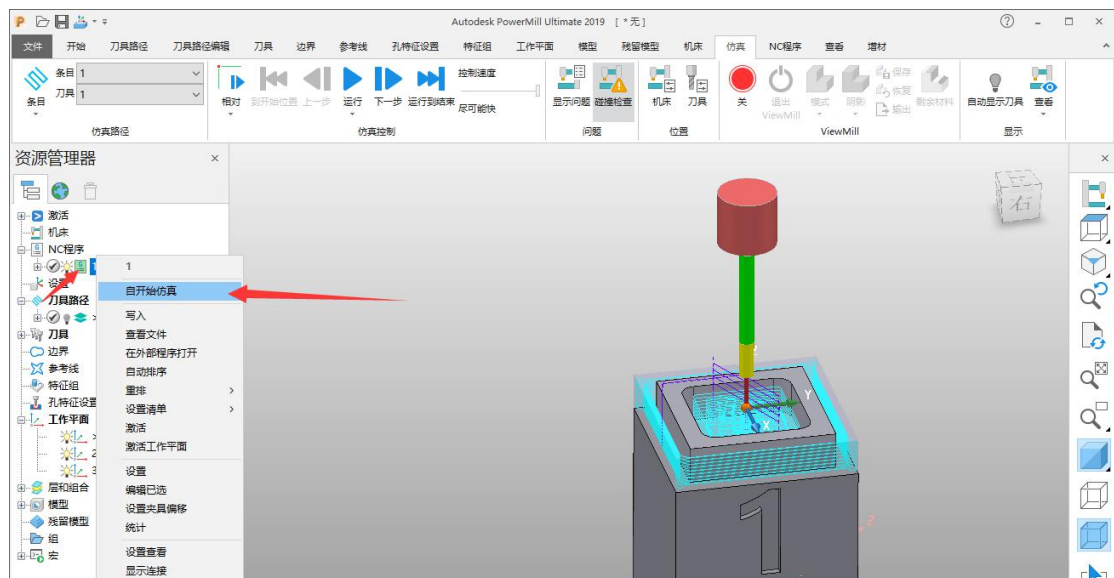 Autodesk PowerMill Ultimate 2019 [ *无 ]
文件 开始 刀具路径 刀具路径编辑 刀具 边界 参考线 孔特征设置 特征组 工作平面 模型 残留模型 机床 仿真 NC程序 查看 增材
条目 1
刀具 1
控制速度
尽可能快
条目 相对 到开始位置 上一步 运行 下一步 运行到结束 显示问题 碰撞检查 机床 刀具 关 退出 ViewMill 模式 阴影 保存 恢复 输出 剩余材料 自动显示刀具 查看
仿真路径 仿真控制 问题 位置 ViewMill 显示
资源管理器
激活
机床
NC程序
1
设置
刀具路径
刀具
边界
参考线
特征组
孔特征设置
工作平面
2
3
层和组合
模型
残留模型
组
宏
1
自开始仿真
写入
查看文件
在外部程序打开
自动排序
重排
设置清单
激活
激活工作平面
设置
编辑已选
设置夹具偏移
统计
设置查看
显示连接
右
Z
Y
X
1
2